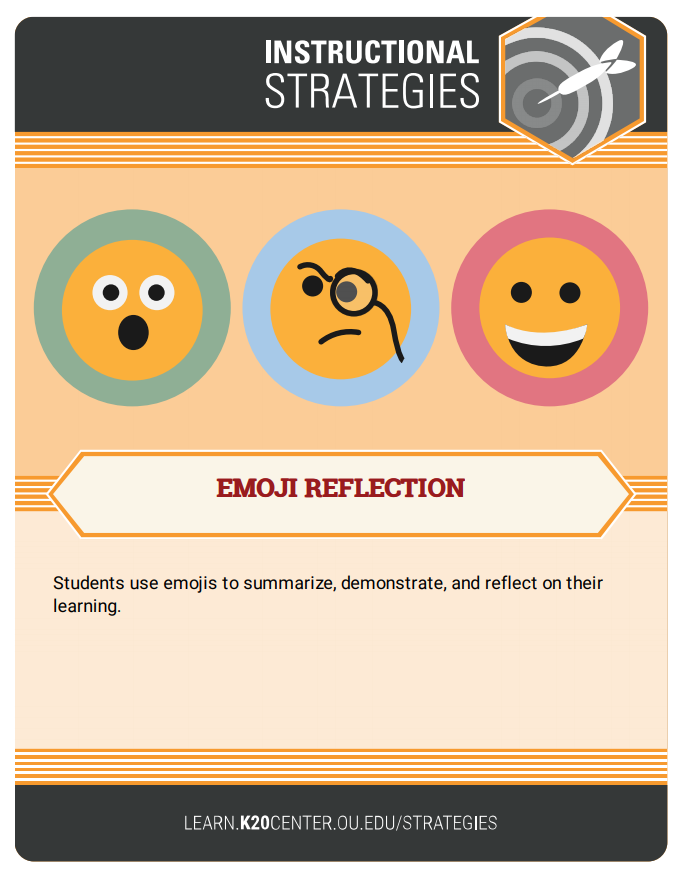 INSTRUCTIONAL
STRATEGIES
EMOJI REFLECTION
Students use emojis to summarize, demonstrate, and reflect on their
learning.
LEARN.K20CENTER.OU.EDU/STRATEGIES